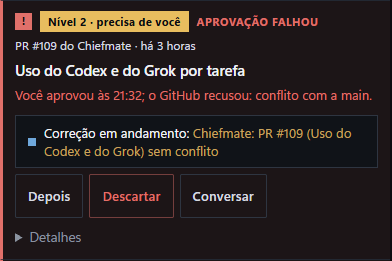 ! Nível 2 · precisa de você APROVAÇÃO FALHOU
PR #109 do Chiefmate · há 3 horas
Uso do Codex e do Grok por tarefa
Você aprovou às 21:32; o GitHub recusou: conflito com a main.
Correção em andamento: Chiefmate: PR #109 (Uso do
Codex e do Grok) sem conflito
Depois Descartar Conversar
Detalhes